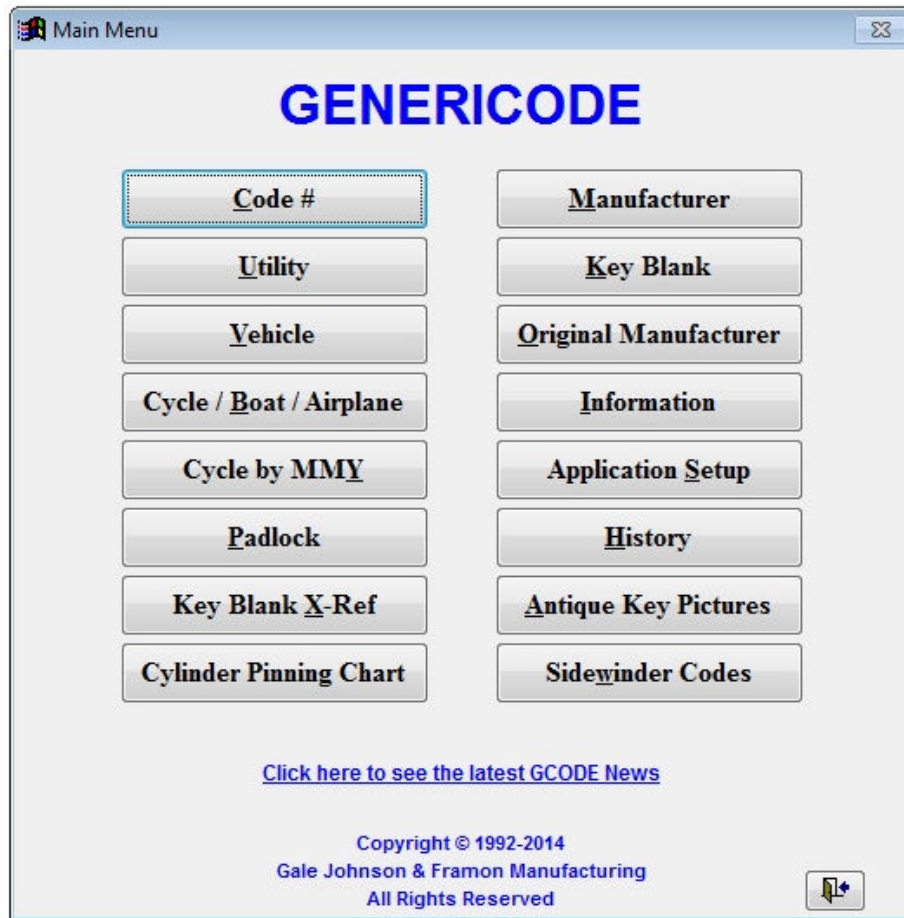 Main Menu
GENERICODE
Code #
Manufacturer
Utility
Key Blank
Vehicle
Original Manufacturer
Cycle / Boat / Airplane
Information
Cycle by MMY
Application Setup
Padlock
History
Key Blank X-Ref
Antique Key Pictures
Cylinder Pinning Chart
Sidewinder Codes
Click here to see the latest GCODE News
Copyright © 1992-2014
Gale Johnson & Framon Manufacturing
All Rights Reserved